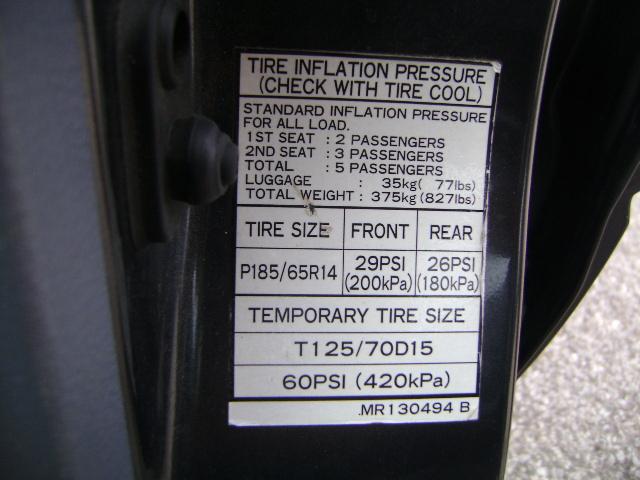 TIRE INFLATION PRESSURE
(CHECK WITH TIRE COOL)
STANDARD INFLATION PRESSURE
FOR ALL LOAD.
1ST SEAT : 2 PASSENGERS
2ND SEAT : 3 PASSENGERS
TOTAL : 5 PASSENGERS
LUGGAGE : 35kg( 77lbs)
TOTAL WEIGHT : 375kg(827lbs)
TIRE SIZE FRONT REAR
P185/65R14 29PSI (200kPa) 26PSI (180kPa)
TEMPORARY TIRE SIZE
T125/70D15
60PSI (420kPa)
MR130494 B